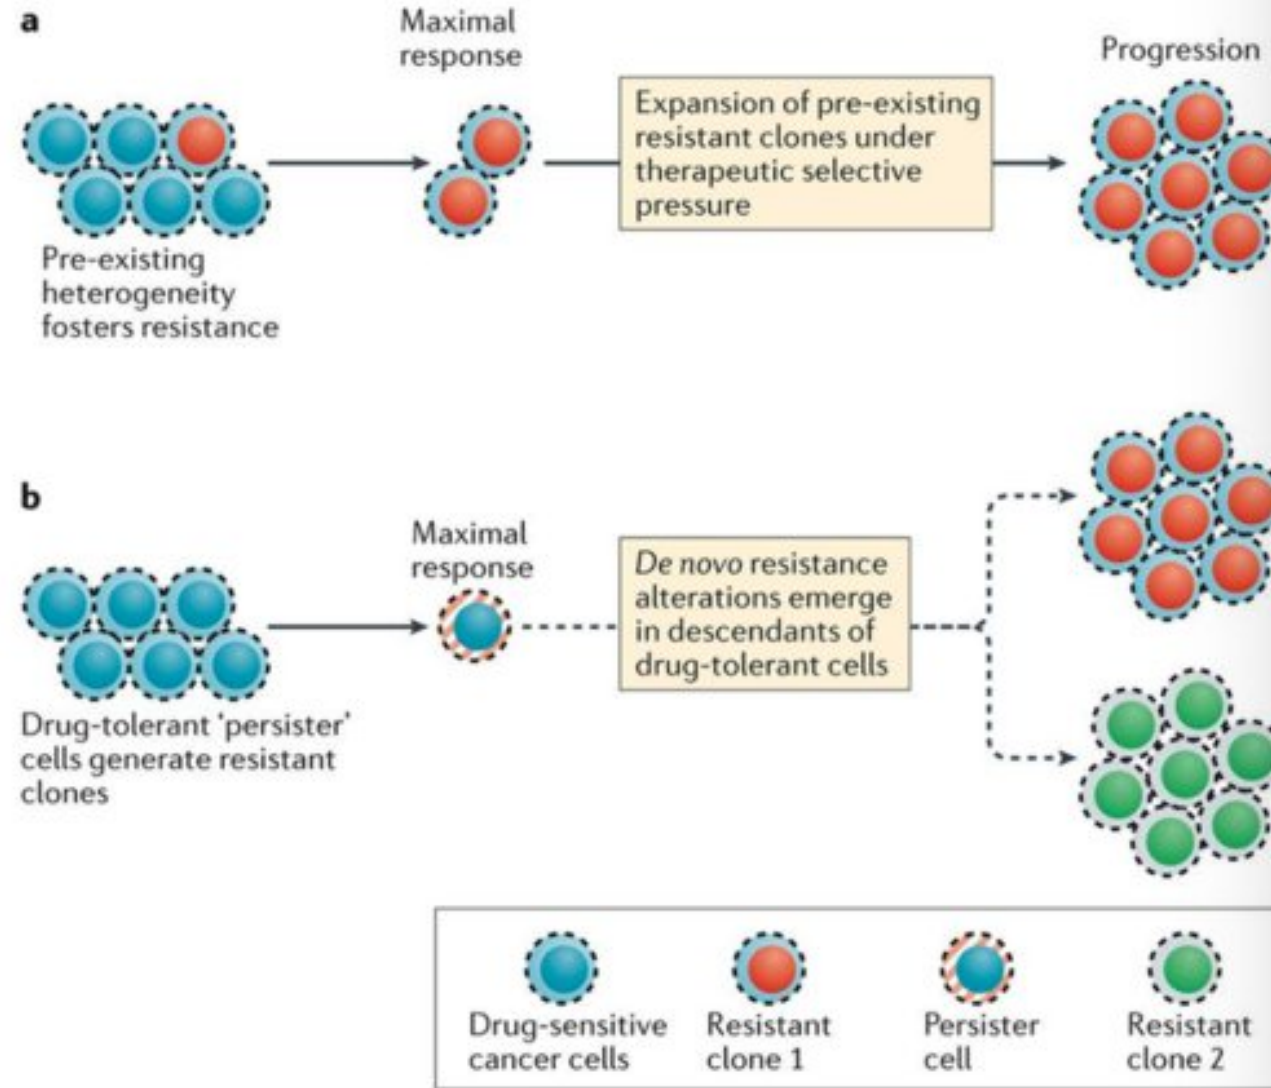 a
Maximal
response
Progression
Expansion of pre-existing
resistant clones under
therapeutic selective
pressure
Pre-existing
heterogeneity
fosters resistance
b
Maximal
response
De novo resistance
alterations emerge
in descendants of
drug-tolerant cells
Drug-tolerant 'persister'
cells generate resistant
clones
Drug-sensitive
cancer cells
Resistant
clone 1
Persister
cell
Resistant
clone 2